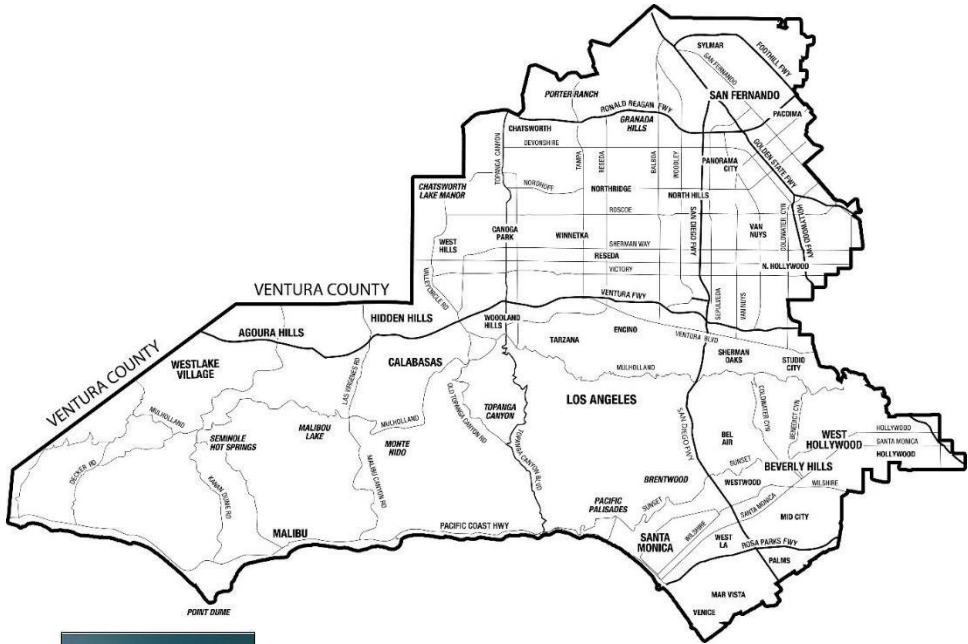 SYLMAR
FOOTHILL FWY
SAN FERNANDO
SAN FERNANDO
PORTER RANCH
RONALD REAGAN FWY
PACOIMA
GRANADA
HILLS
CHATSWORTH
DEVONSHIRE
TOPANGA CANYON
TAMPA
RESEDA
BALBOA
WOODLEY
PANORAMA
CITY
GOLDEN STATE FWY
CHATSWORTH
LAKE MANOR
NORDHOFF
NORTHRIDGE
NORTH HILLS
SAN DIEGO FWY
COLDWATER CYN
HOLLYWOOD FWY
ROSCOE
WEST
HILLS
CANOGA
PARK
WINNETKA
VAN
NUYS
SHERMAN WAY
RESEDA
N. HOLLYWOOD
VICTORY
VALLEY CIRCLE RD
VENTURA COUNTY
VENTURA FWY
SEPULVEDA
VAN NUYS
AGOURA HILLS
HIDDEN HILLS
WOODLAND
HILLS
ENCINO
TARZANA
VENTURA BLVD
VENTURA COUNTY
WESTLAKE
VILLAGE
LAS VIRGENES RD
CALABASAS
SHERMAN
OAKS
STUDIO
CITY
MULHOLLAND
OLD TOPANGA CANYON RD
TOPANGA
CANYON
LOS ANGELES
COLDWATER CYN
BENEDICT CYN
MULHOLLAND
DECKER RD
SEMINOLE
HOT SPRINGS
MALIBOU
LAKE
MULHOLLAND
MONTE
NIDO
TOPANGA CANYON BLVD
SAN DIEGO FWY
BEL
AIR
WEST
HOLLYWOOD
HOLLYWOOD
SANTA MONICA
HOLLYWOOD
KANAN DUME RD
MALIBU CANYON RD
BRENTWOOD
SUNSET
BEVERLY HILLS
WESTWOOD
WILSHIRE
PACIFIC
PALISADES
SUNSET
SANTA MONICA
MALIBU
PACIFIC COAST HWY
SANTA
MONICA
WILSHIRE
WEST
LA
MID CITY
ROSA PARKS FWY
PALMS
MAR VISTA
VENICE
POINT DUME